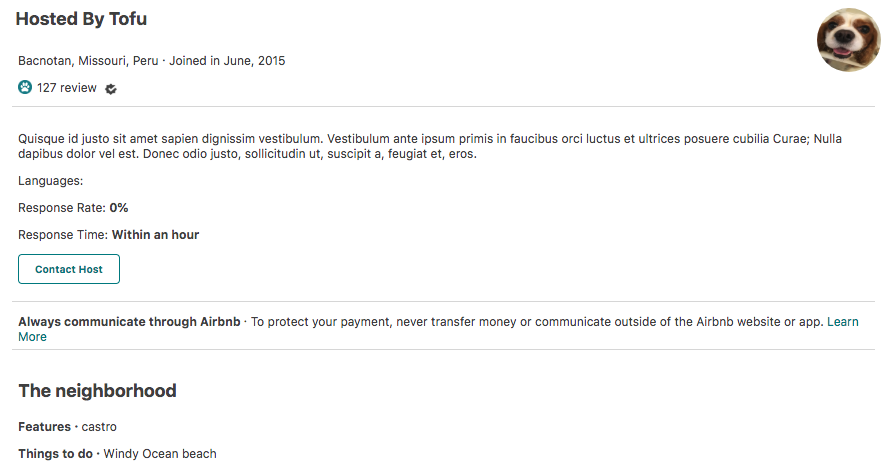 Hosted By Tofu
Bacnotan, Missouri, Peru · Joined in June, 2015
127 review
Quisque id justo sit amet sapien dignissim vestibulum. Vestibulum ante ipsum primis in faucibus orci luctus et ultrices posuere cubilia Curae; Nulla
dapibus dolor vel est. Donec odio justo, sollicitudin ut, suscipit a, feugiat et, eros.
Languages:
Response Rate: 0%
Response Time: Within an hour
Contact Host
Always communicate through Airbnb · To protect your payment, never transfer money or communicate outside of the Airbnb website or app. Learn
More
The neighborhood
Features · castro
Things to do · Windy Ocean beach